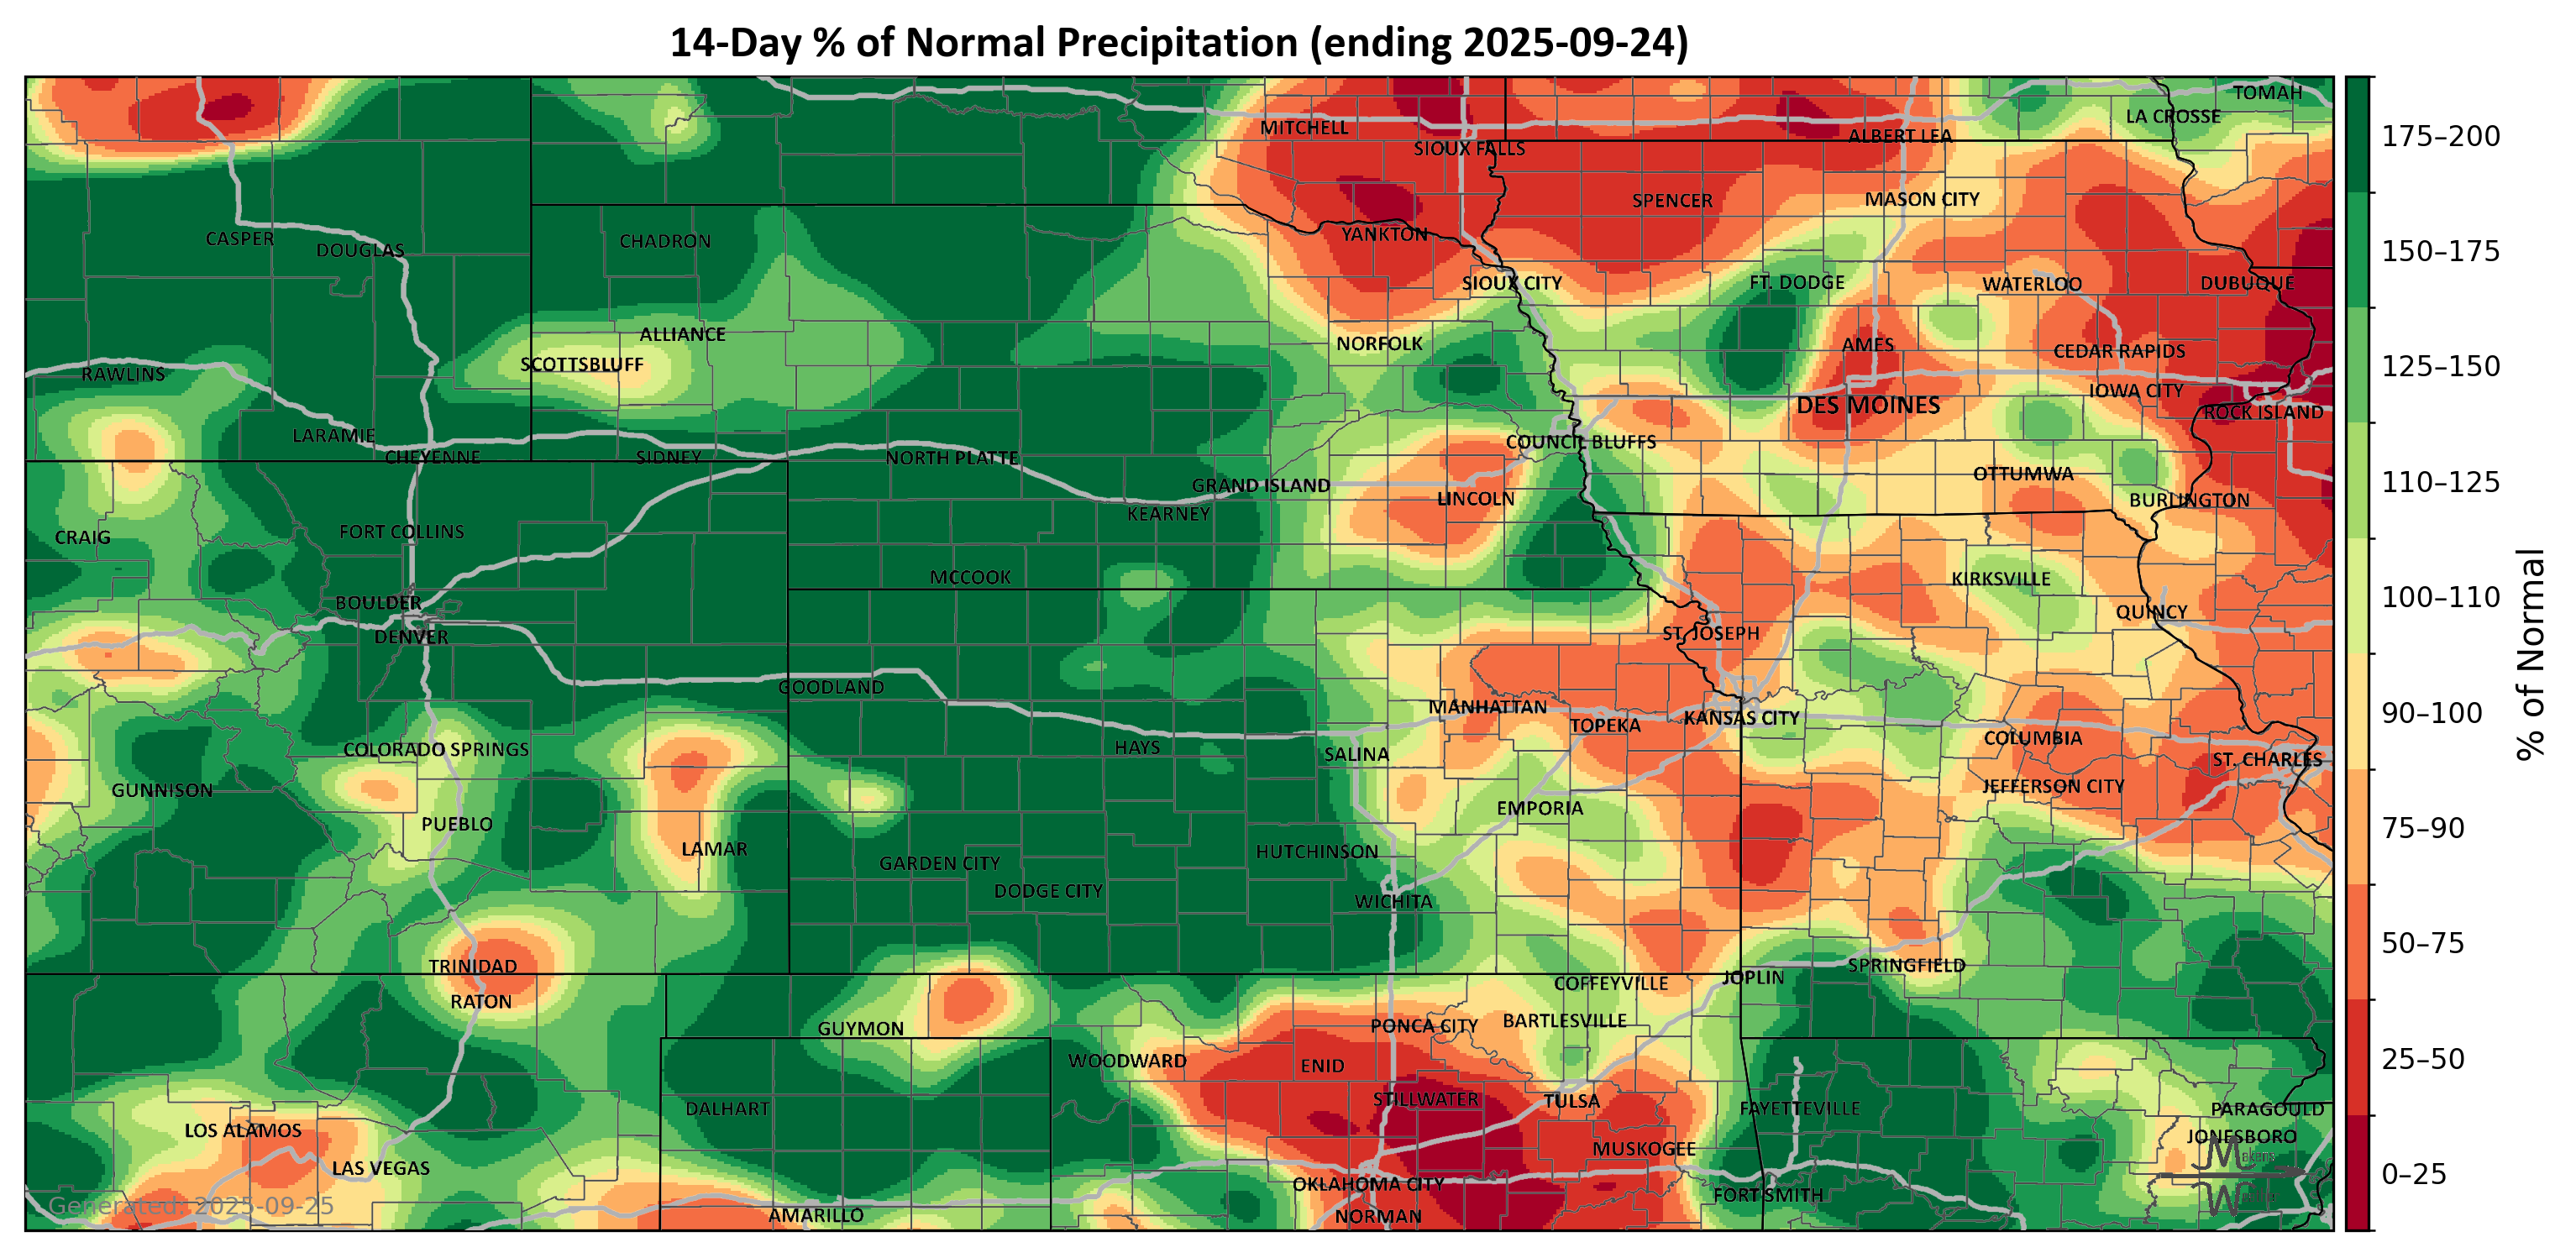 14-Day % of Normal Precipitation (ending 2025-09-24)
TOMAH
LA CROSSE
MITCHELL
ALBERT LEA
SIOUX FALLS
SPENCER
MASON CITY
YANKTON
CASPER
CHADRON
DOUGLAS
SIOUX CITY
FT. DODGE
WATERLOO
DUBUQUE
ALLIANCE
NORFOLK
AMES
CEDAR RAPIDS
SCOTTSBLUFF
RAWLINS
IOWA CITY
DES MOINES
ROCK ISLAND
LARAMIE
COUNCIL BLUFFS
CHEYENNE
SIDNEY
NORTH PLATTE
OTTUMWA
GRAND ISLAND
LINCOLN
BURLINGTON
KEARNEY
FORT COLLINS
CRAIG
MCCOOK
KIRKSVILLE
BOULDER
QUINCY
DENVER
ST. JOSEPH
GOODLAND
MANHATTAN
TOPEKA
KANSAS CITY
COLUMBIA
COLORADO SPRINGS
HAYS
SALINA
ST. CHARLES
GUNNISON
JEFFERSON CITY
EMPORIA
PUEBLO
LAMAR
HUTCHINSON
GARDEN CITY
DODGE CITY
WICHITA
TRINIDAD
SPRINGFIELD
JOPLIN
COFFEYVILLE
RATON
GUYMON
PONCA CITY
BARTLESVILLE
WOODWARD
ENID
STILLWATER
TULSA
DALHART
FAYETTEVILLE
PARAGOULD
LOS ALAMOS
JONESBORO
MUSKOGEE
LAS VEGAS
OKLAHOMA CITY
FORT SMITH
AMARILLO
NORMAN
Generated: 2025-09-25
175–200
150–175
125–150
110–125
100–110
90–100
75–90
50–75
25–50
0–25
% of Normal